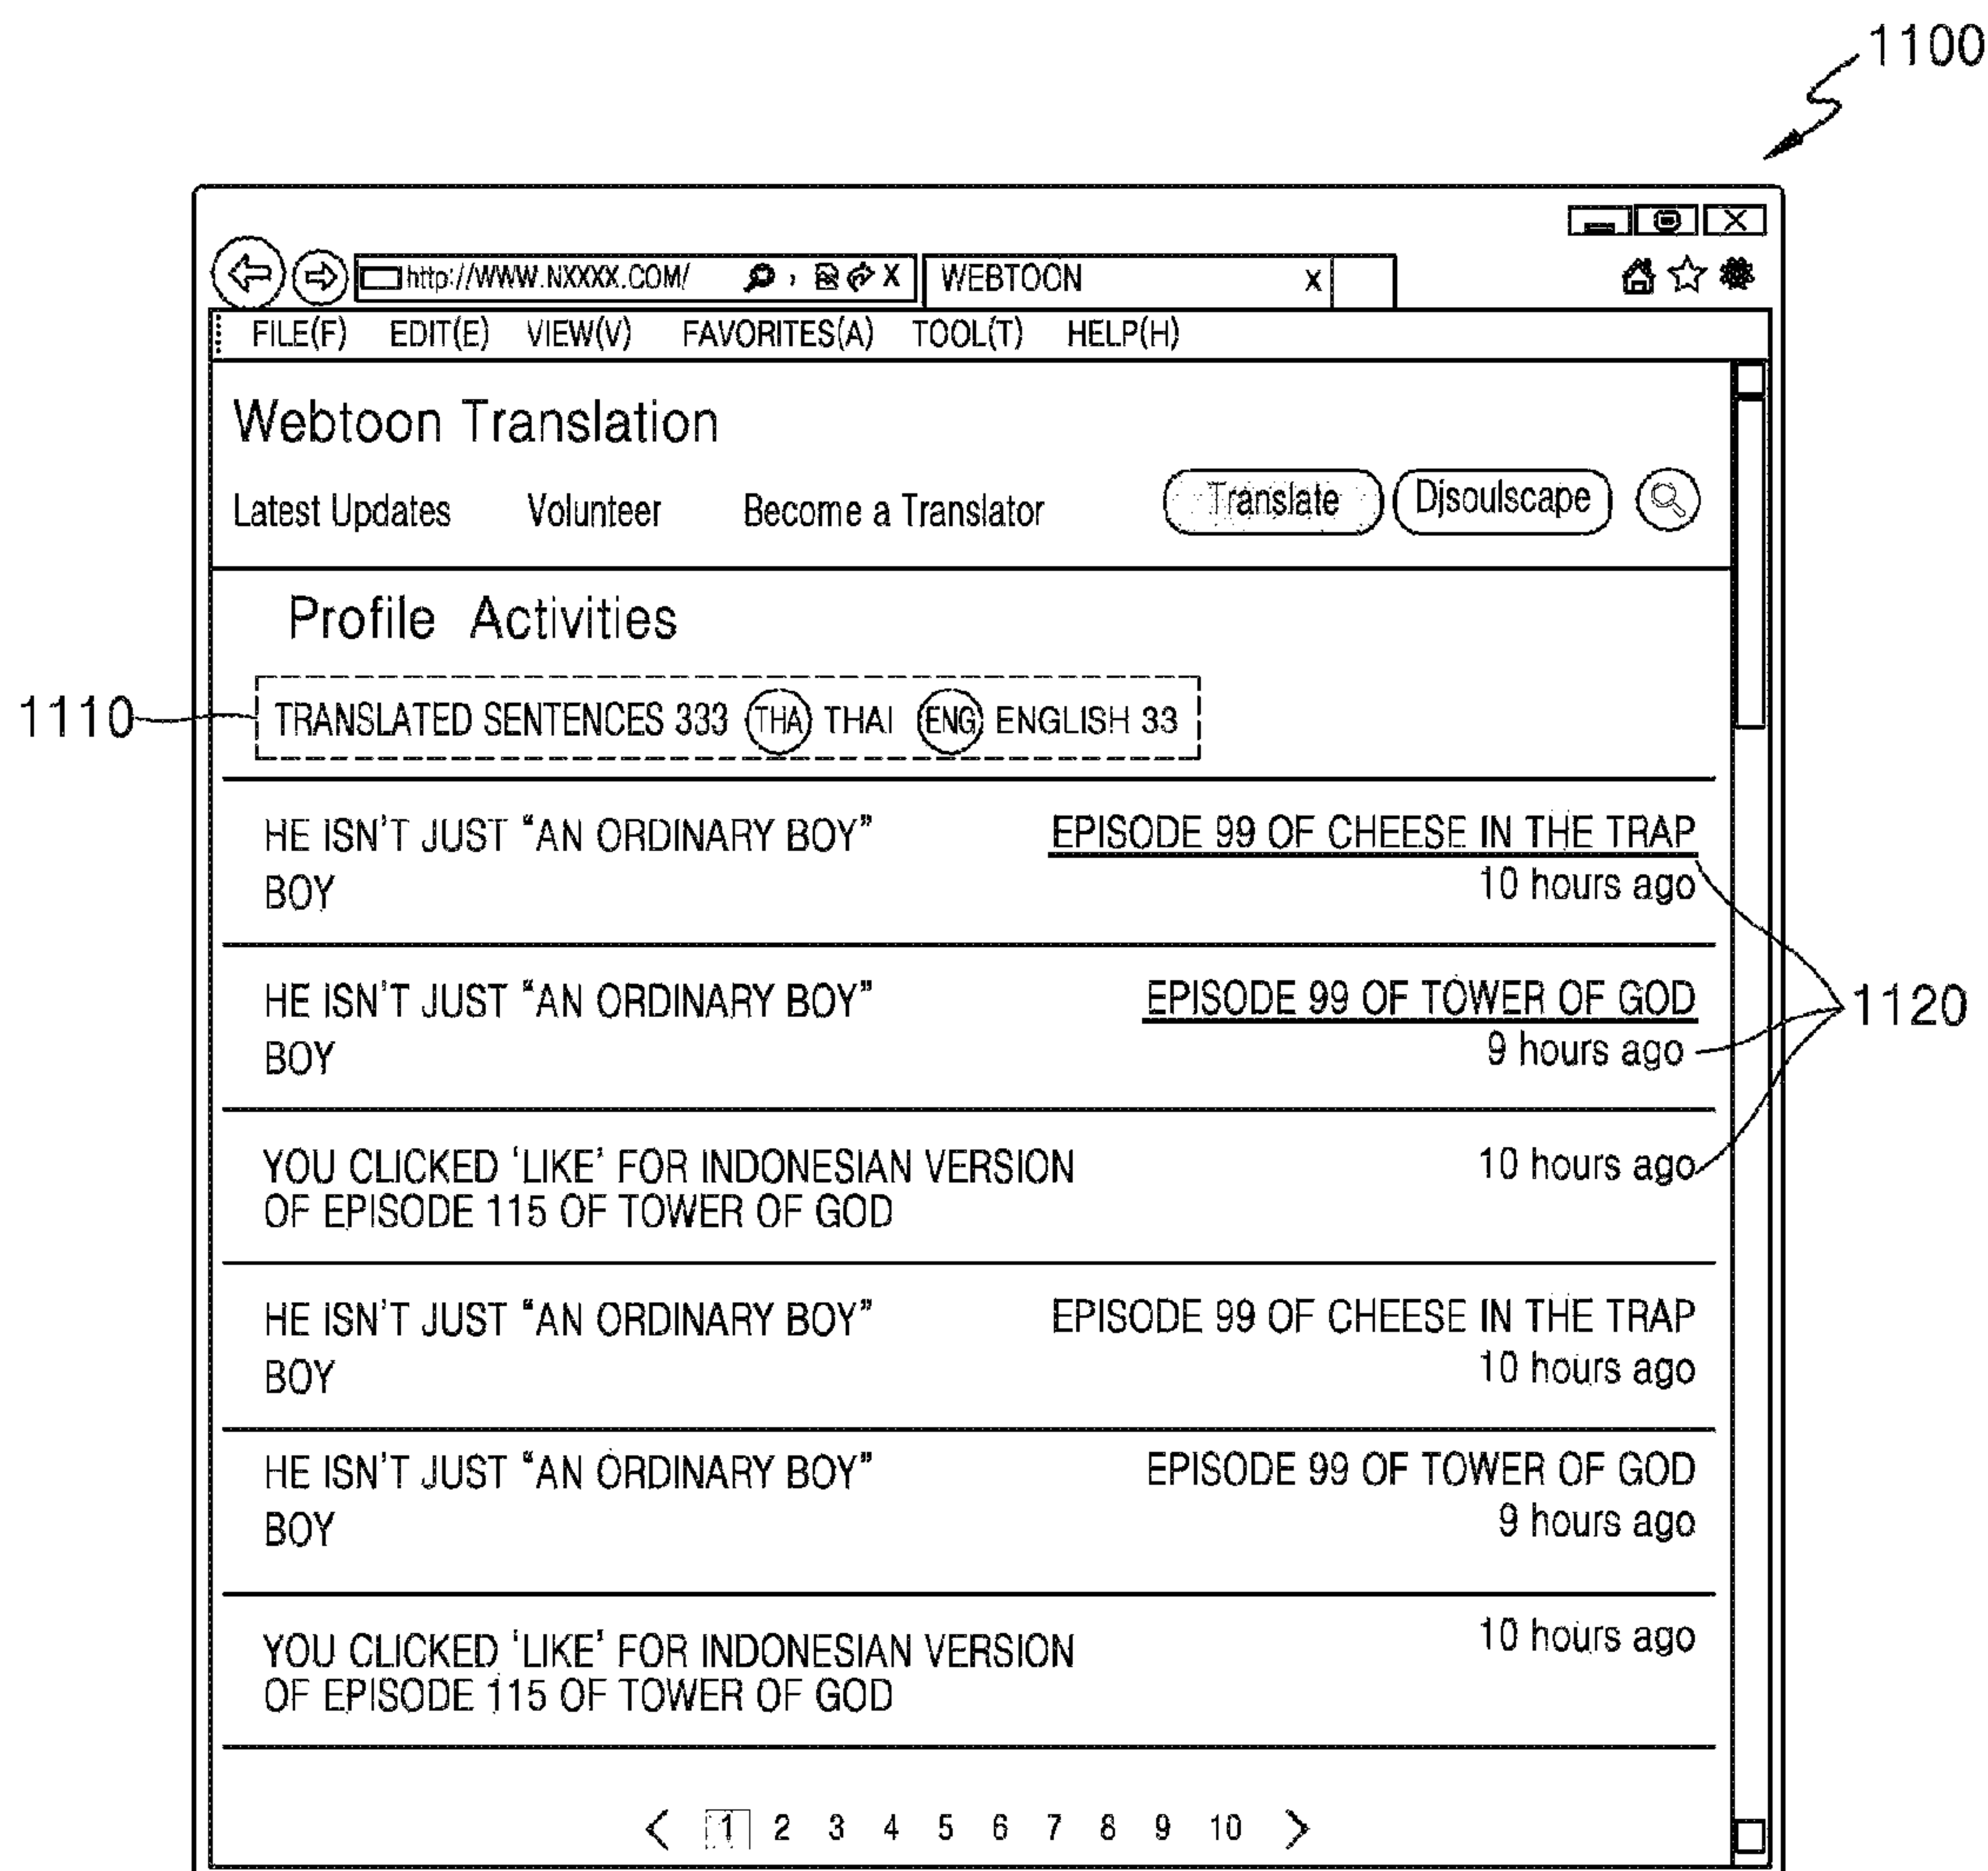 1100
http://WWW.NXXXX.COM/ X WEBTOON X
FILE(F) EDIT(E) VIEW(V) FAVORITES(A) TOOL(T) HELP(H)
Webtoon Translation
Latest Updates Volunteer Become a Translator Translate Djsoulscape
Profile Activities
1110
TRANSLATED SENTENCES 333 THA THAI ENG ENGLISH 33
HE ISN'T JUST "AN ORDINARY BOY" EPISODE 99 OF CHEESE IN THE TRAP
BOY 10 hours ago
HE ISN'T JUST "AN ORDINARY BOY" EPISODE 99 OF TOWER OF GOD
1120
BOY 9 hours ago
YOU CLICKED 'LIKE' FOR INDONESIAN VERSION 10 hours ago
OF EPISODE 115 OF TOWER OF GOD
HE ISN'T JUST "AN ORDINARY BOY" EPISODE 99 OF CHEESE IN THE TRAP
BOY 10 hours ago
HE ISN'T JUST "AN ORDINARY BOY" EPISODE 99 OF TOWER OF GOD
BOY 9 hours ago
YOU CLICKED 'LIKE' FOR INDONESIAN VERSION 10 hours ago
OF EPISODE 115 OF TOWER OF GOD
< 1 2 3 4 5 6 7 8 9 10 >